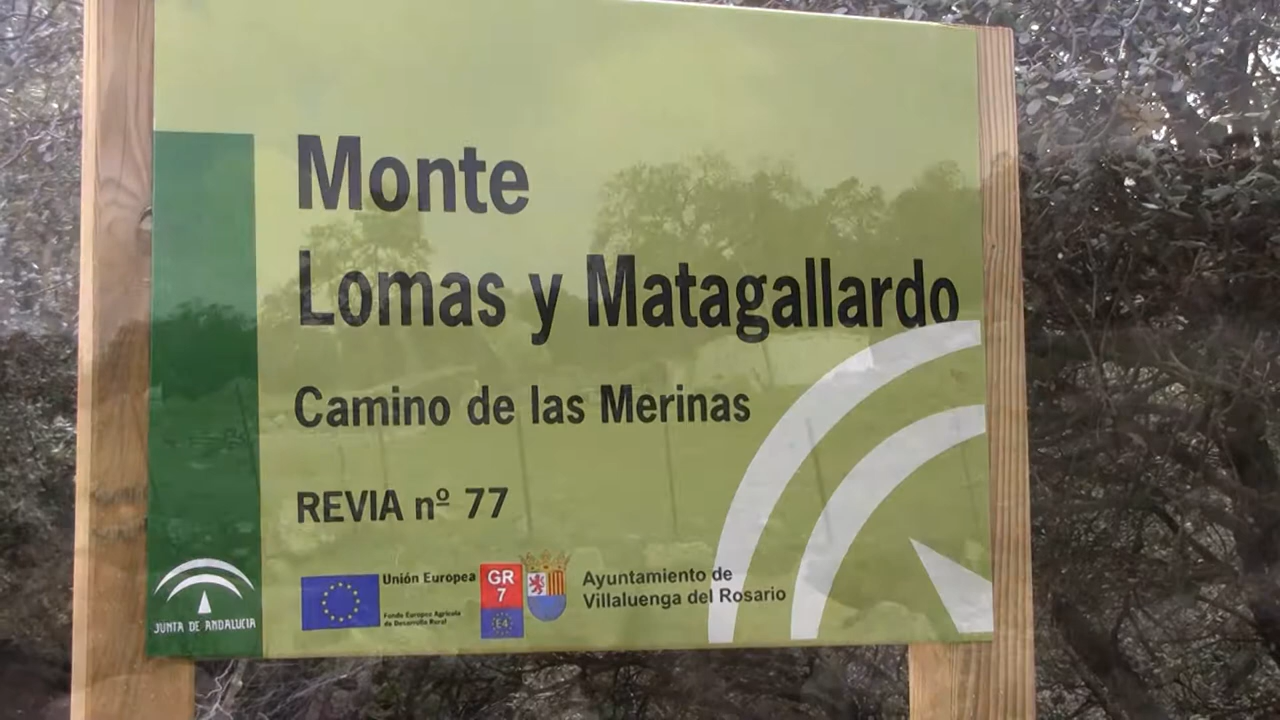 Monte
Lomas y Matagallardo
Camino de las Merinas
REVIA nº 77
JUNTA DE ANDALUCIA
Unión Europea
Fondo Europeo Agrícola
de Desarrollo Rural
GR
7
E4
Ayuntamiento de
Villaluenga del Rosario